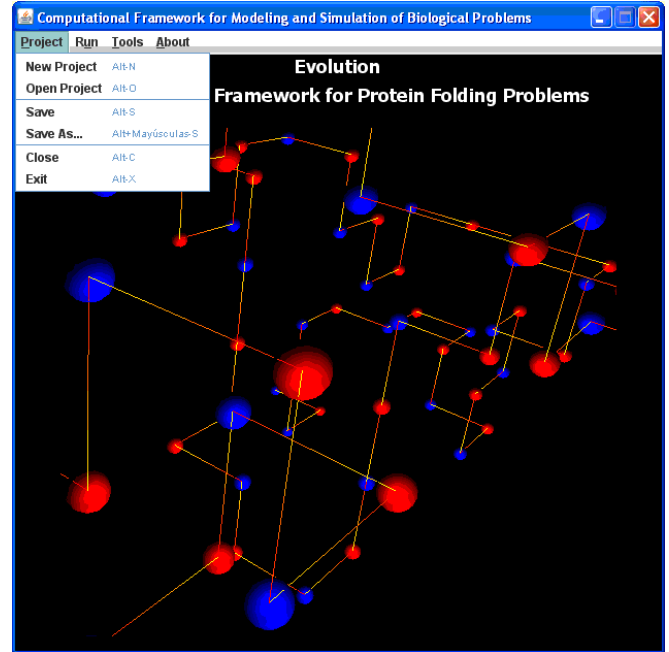 Computational Framework for Modeling and Simulation of Biological Problems
Project Run Tools About
New Project Alt-N
Open Project Alt-O
Save Alt-S
Save As... Alt+Mayúsculas-S
Close Alt-C
Exit Alt-X
Evolution
Framework for Protein Folding Problems